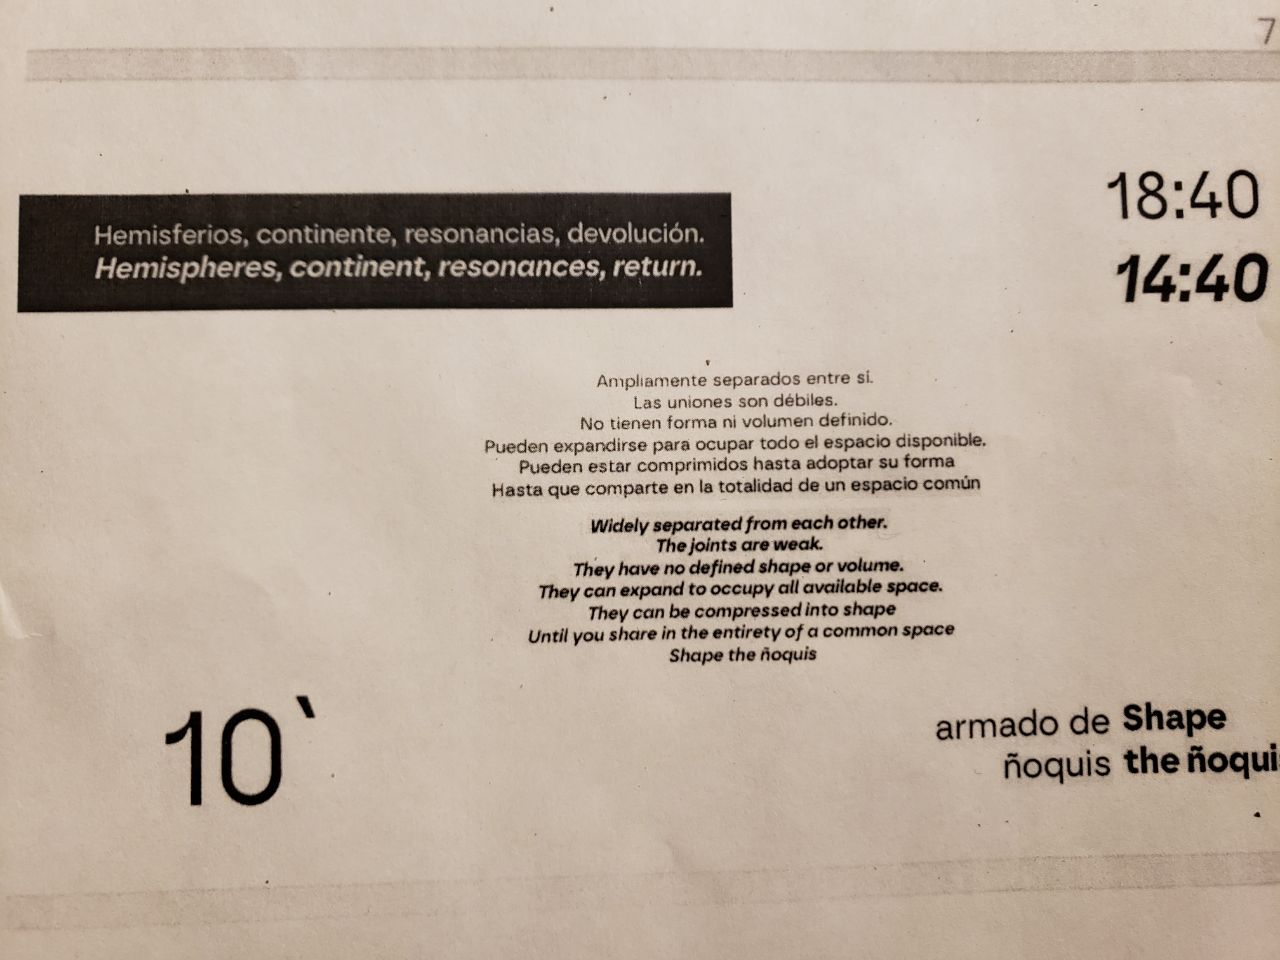 7
Hemisferios, continente, resonancias, devolución.
Hemispheres, continent, resonances, return.
18:40
14:40
Ampliamente separados entre sí.
Las uniones son débiles.
No tienen forma ni volumen definido.
Pueden expandirse para ocupar todo el espacio disponible.
Pueden estar comprimidos hasta adoptar su forma
Hasta que comparte en la totalidad de un espacio común
Widely separated from each other.
The joints are weak.
They have no defined shape or volume.
They can expand to occupy all available space.
They can be compressed into shape
Until you share in the entirety of a common space
Shape the ñoquis
10`
armado de Shape
ñoquis the ñoquis